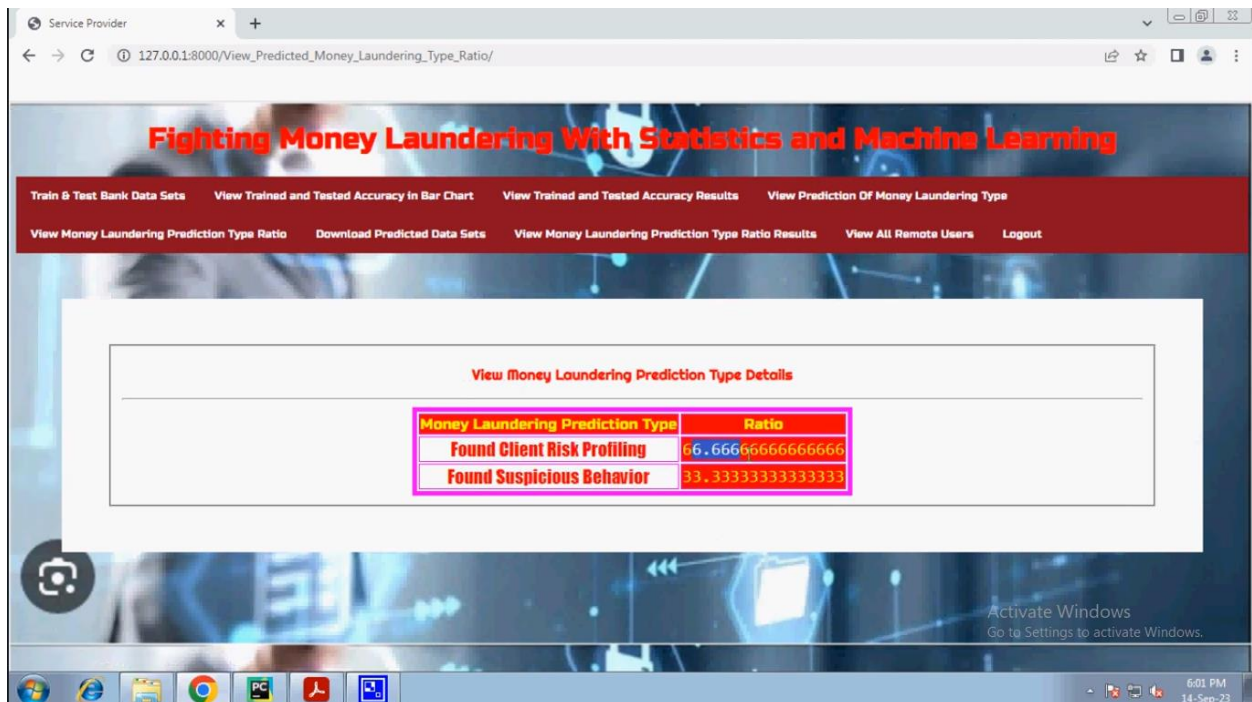 Service Provider
127.0.0.1:8000/View_Predicted_Money_Laundering_Type_Ratio/
Fighting Money Laundering With Statistics and Machine Learning
Train & Test Bank Data Sets View Trained and Tested Accuracy in Bar Chart View Trained and Tested Accuracy Results View Prediction Of Money Laundering Type
View Money Laundering Prediction Type Ratio Download Predicted Data Sets View Money Laundering Prediction Type Ratio Results View All Remote Users Logout
View Money Laundering Prediction Type Details
Money Laundering Prediction Type Ratio
Found Client Risk Profiling 66.66666666666666
Found Suspicious Behavior 33.33333333333333
Activate Windows
Go to Settings to activate Windows.
PC
6:01 PM
14-Sep-23